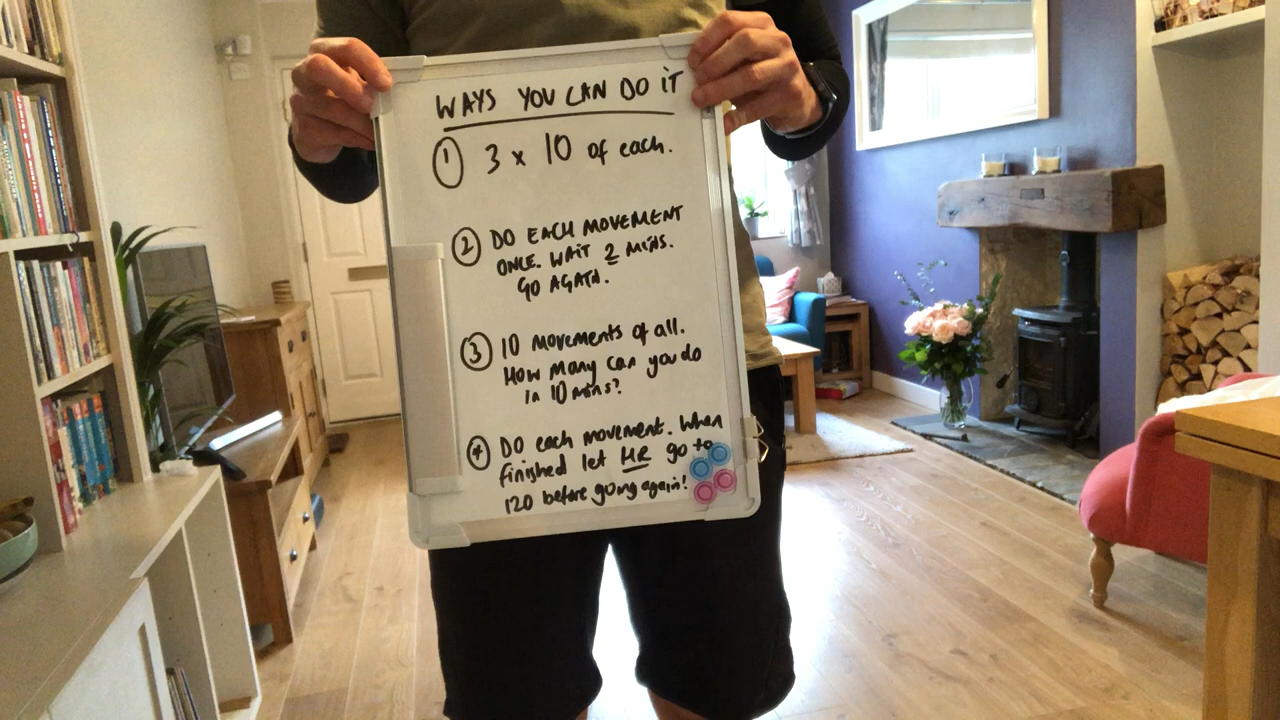 WAYS YOU CAN DO IT
① 3 x 10 of each.
② DO EACH MOVEMENT
ONCE. WAIT 2 MINS.
GO AGAIN.
③ 10 movements of all.
How many can you do
in 10 mins?
④ DO each movement. When
finished let HR go to
120 before going again!